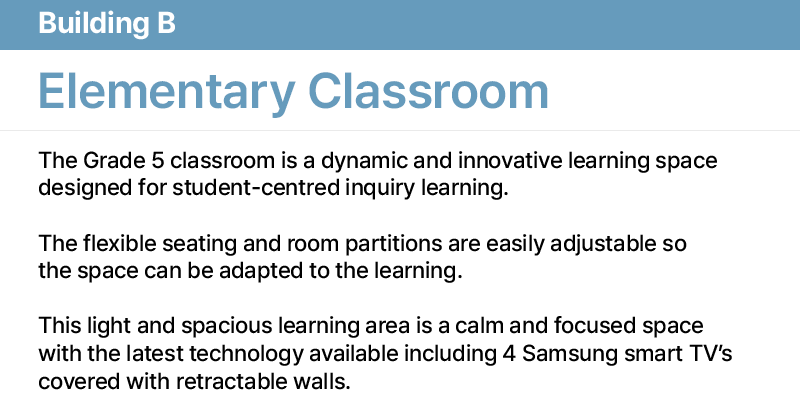 Building B
Elementary Classroom
The Grade 5 classroom is a dynamic and innovative learning space
designed for student-centred inquiry learning.
The flexible seating and room partitions are easily adjustable so
the space can be adapted to the learning.
This light and spacious learning area is a calm and focused space
with the latest technology available including 4 Samsung smart TV’s
covered with retractable walls.